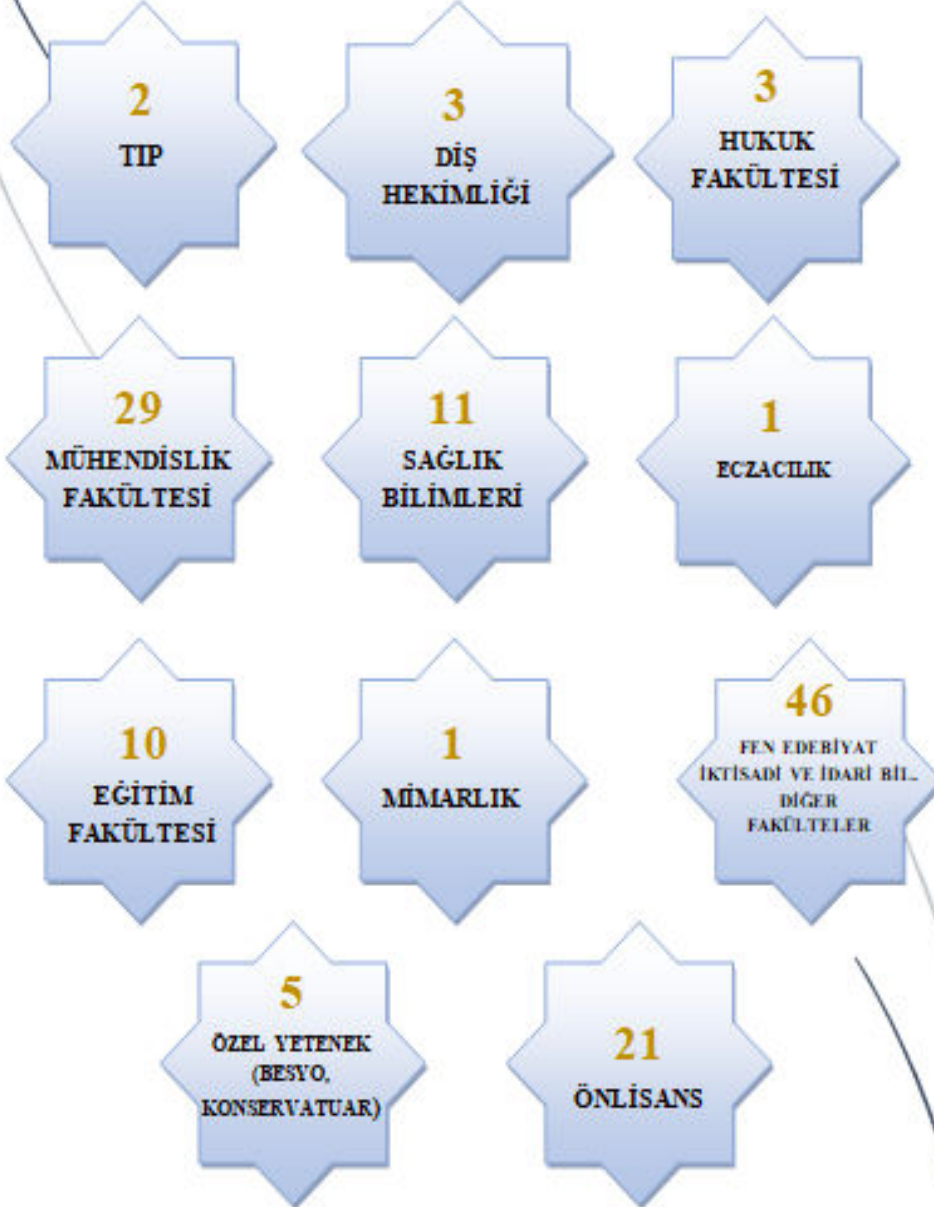 2
TIP
3
DİŞ
HEKİMLİĞİ
3
HUKUK
FAKÜLTESİ
29
MÜHENDİSLİK
FAKÜLTESİ
11
SAĞLIK
BİLİMLERİ
1
ECZACILIK
10
EĞİTİM
FAKÜLTESİ
1
MİMARLIK
46
FEN EDEBİYAT
İKTİSADİ VE İDARİ BİL..
DİĞER
FAKÜLTELER
5
ÖZEL YETENEK
(BESYO,
KONSERVATUAR)
21
ÖNLİSANS